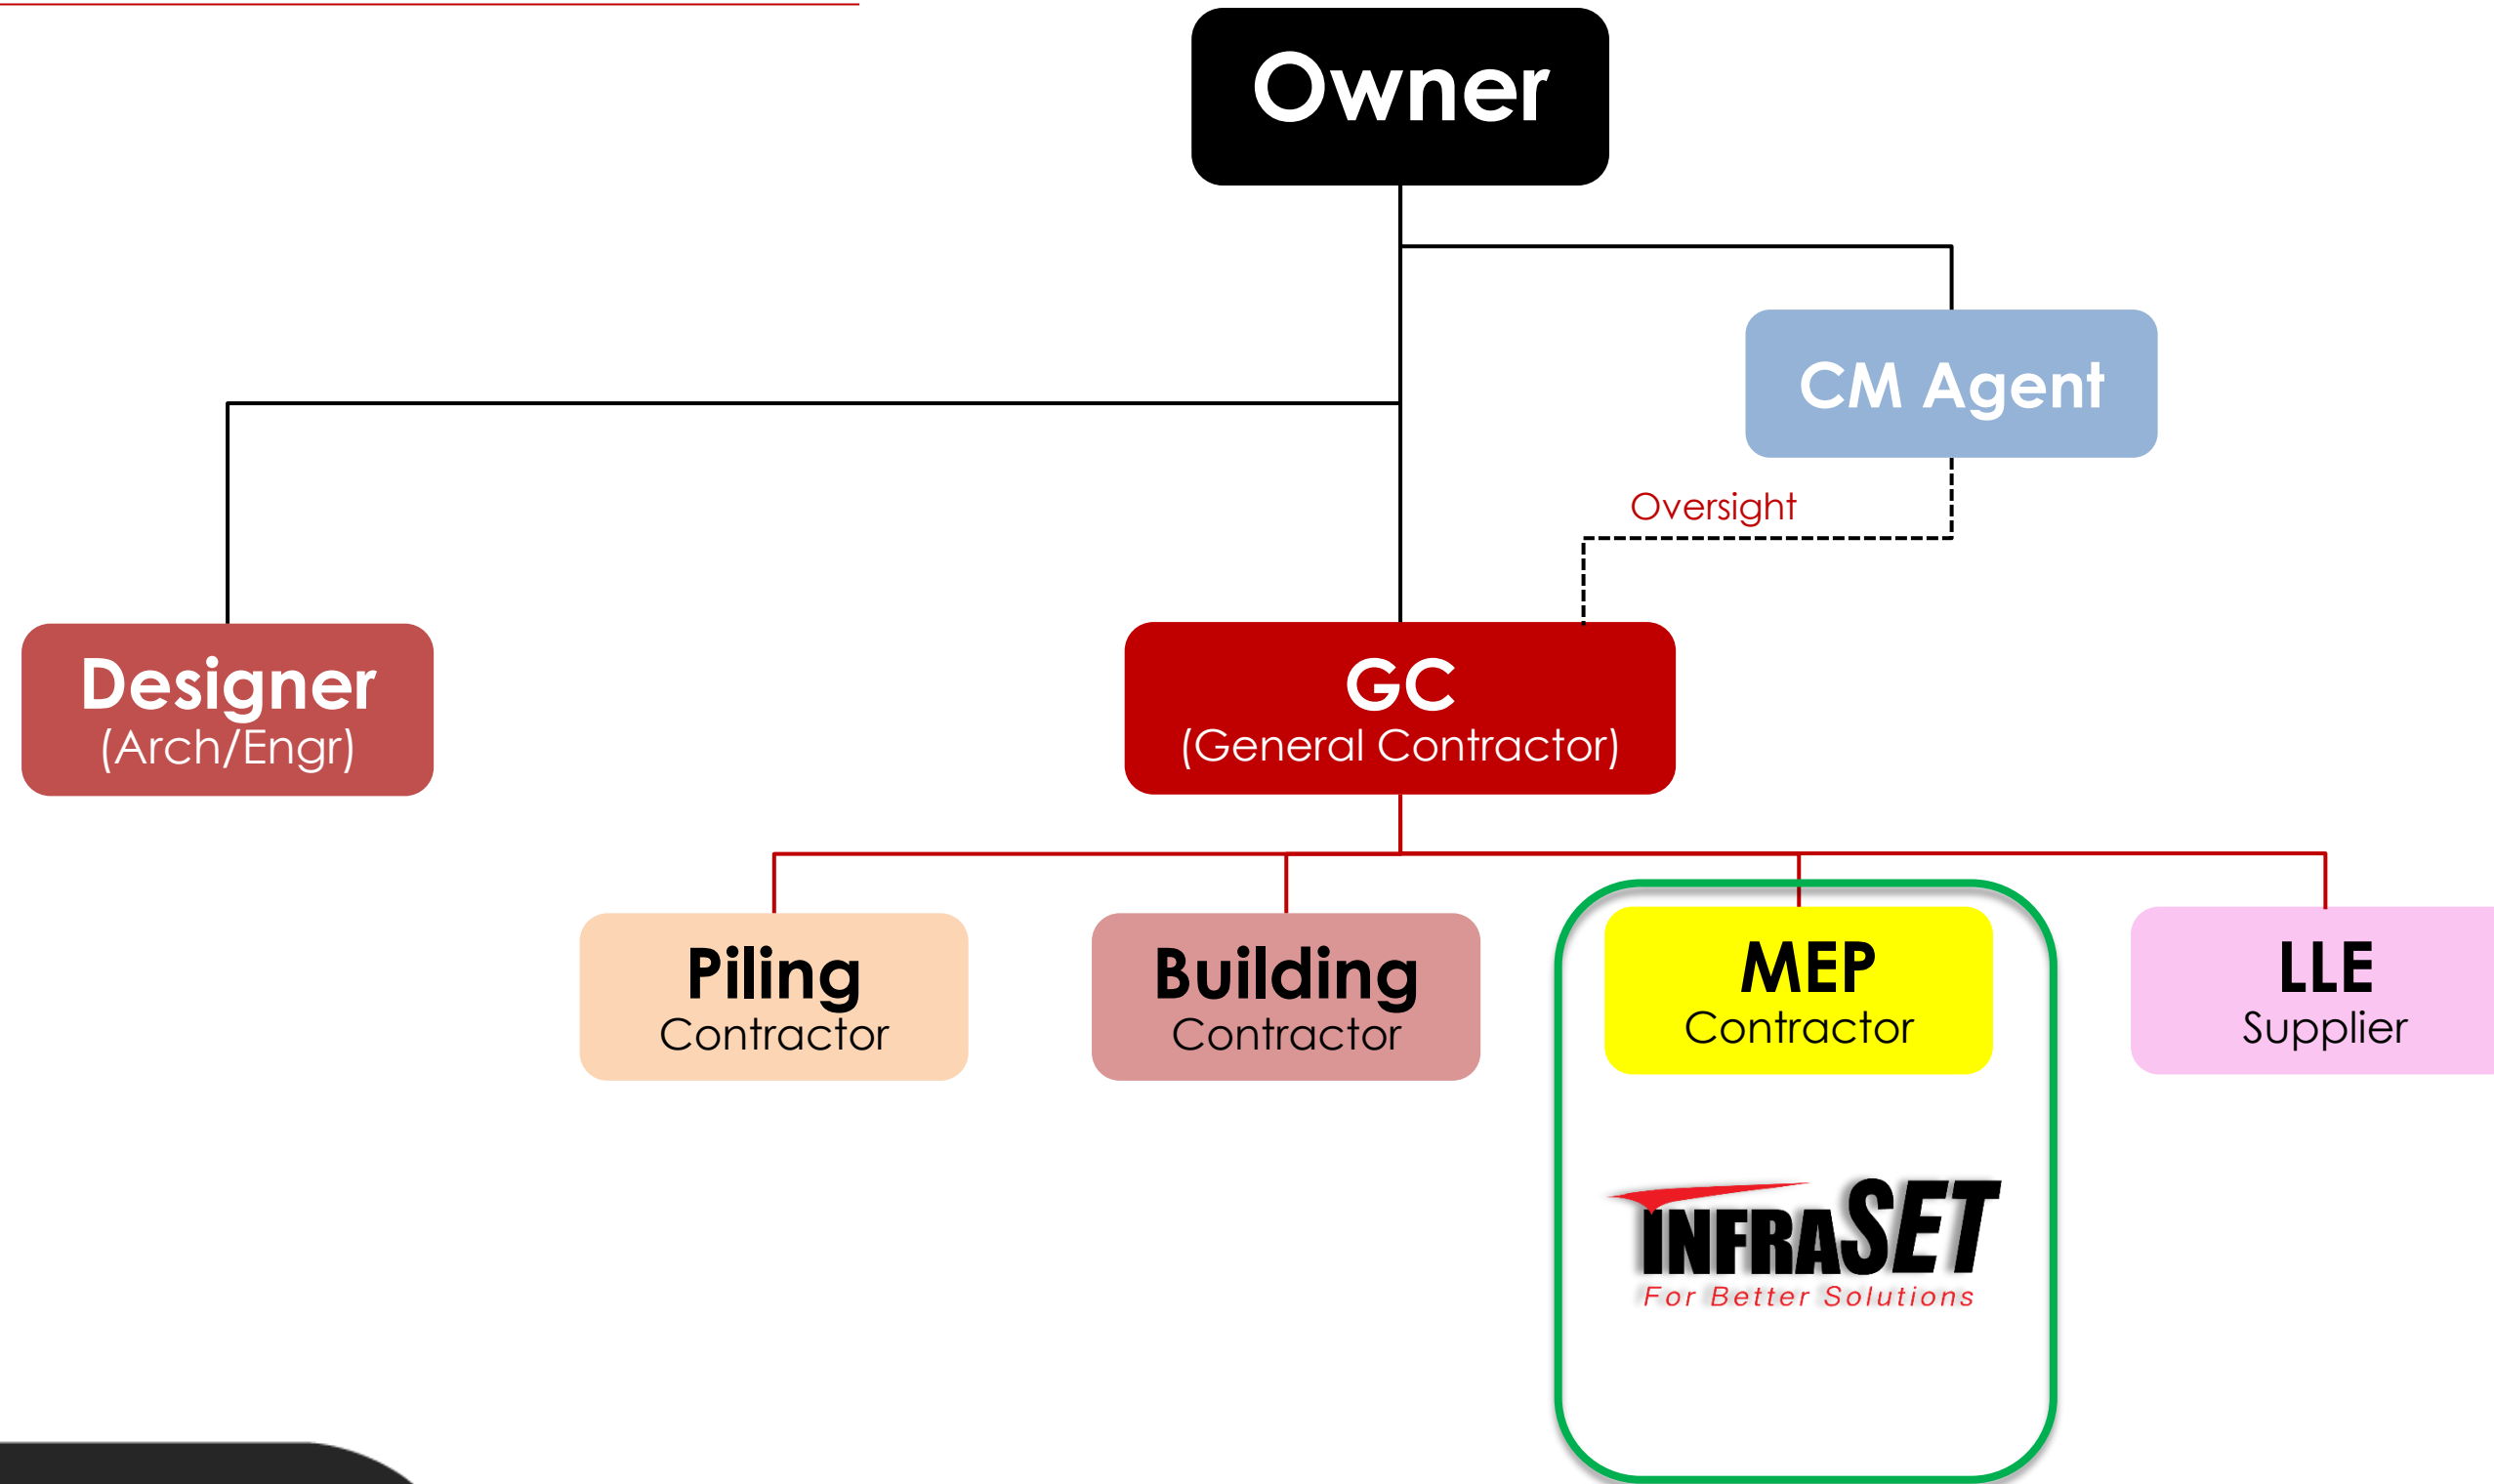 Owner
CM Agent
Oversight
Designer
(Arch/Engr)
GC
(General Contractor)
Piling
Contractor
Building
Contractor
MEP
Contractor
LLE
Supplier
INFRASET
For Better Solutions